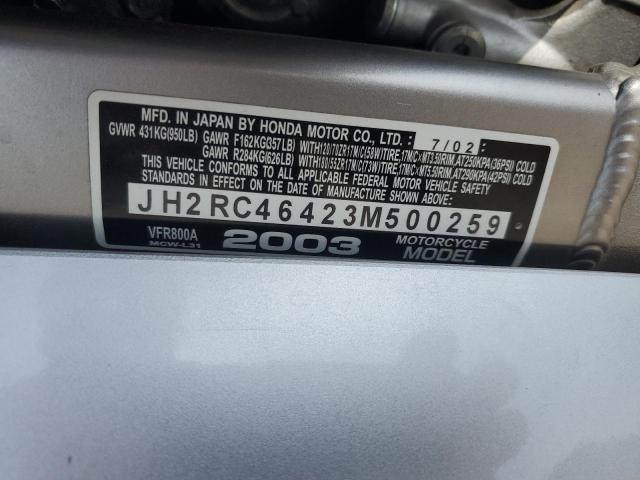 MFD. IN JAPAN BY HONDA MOTOR CO., LTD. 7/02
GVWR 431KG(950LB) GAWR F162KG(357LB) WITH120/70ZR17M/C(58W)TIRE,17M/C×MT3.50RIM,AT250KPA(36PSI) COLD
GAWR R284KG(626LB) WITH180/55ZR17M/C(73W)TIRE,17M/C×MT5.50RIM,AT290KPA(42PSI) COLD
THIS VEHICLE CONFORMS TO ALL APPLICABLE FEDERAL MOTOR VEHICLE SAFETY
STANDARDS IN EFFECT ON THE DATE OF MANUFACTURE SHOWN ABOVE.
JH2RC46423M500259
VFR800A 2003 MOTORCYCLE
MCW-L31 MODEL